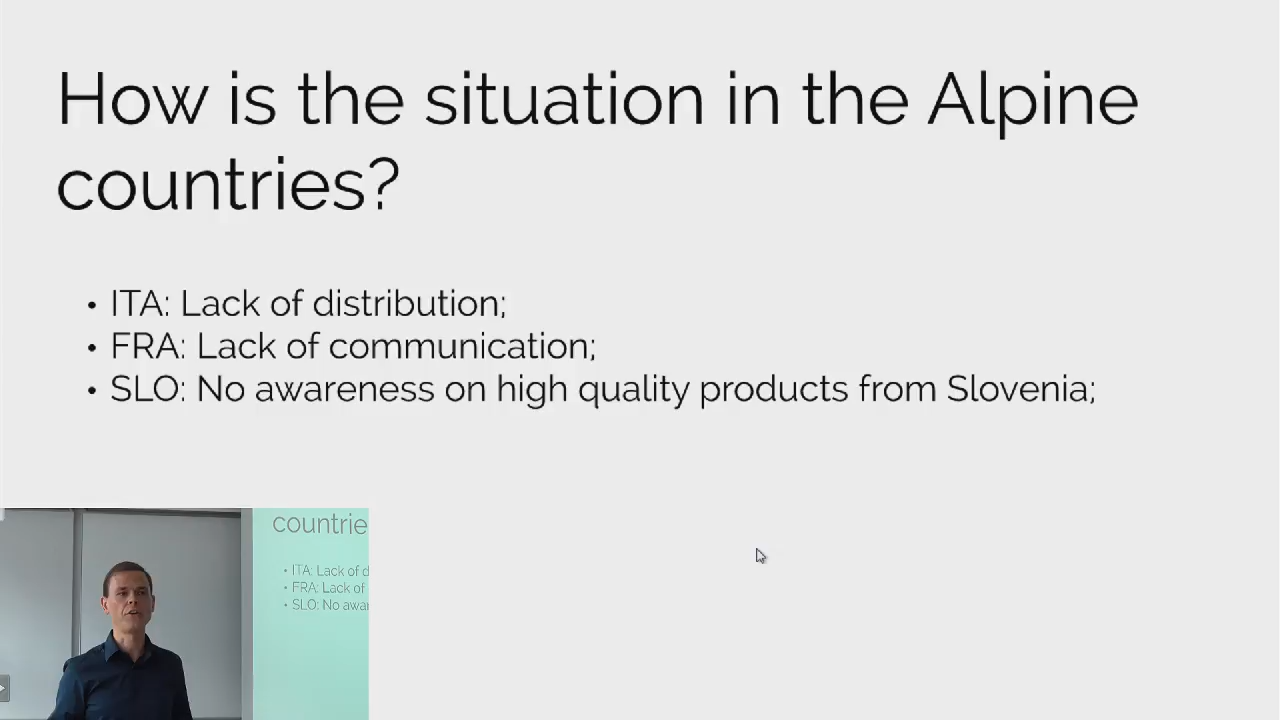 How is the situation in the Alpine
countries?
• ITA: Lack of distribution;
• FRA: Lack of communication;
• SLO: No awareness on high quality products from Slovenia;
countrie
• ITA: Lack of d
• FRA: Lack of
• SLO: No awar